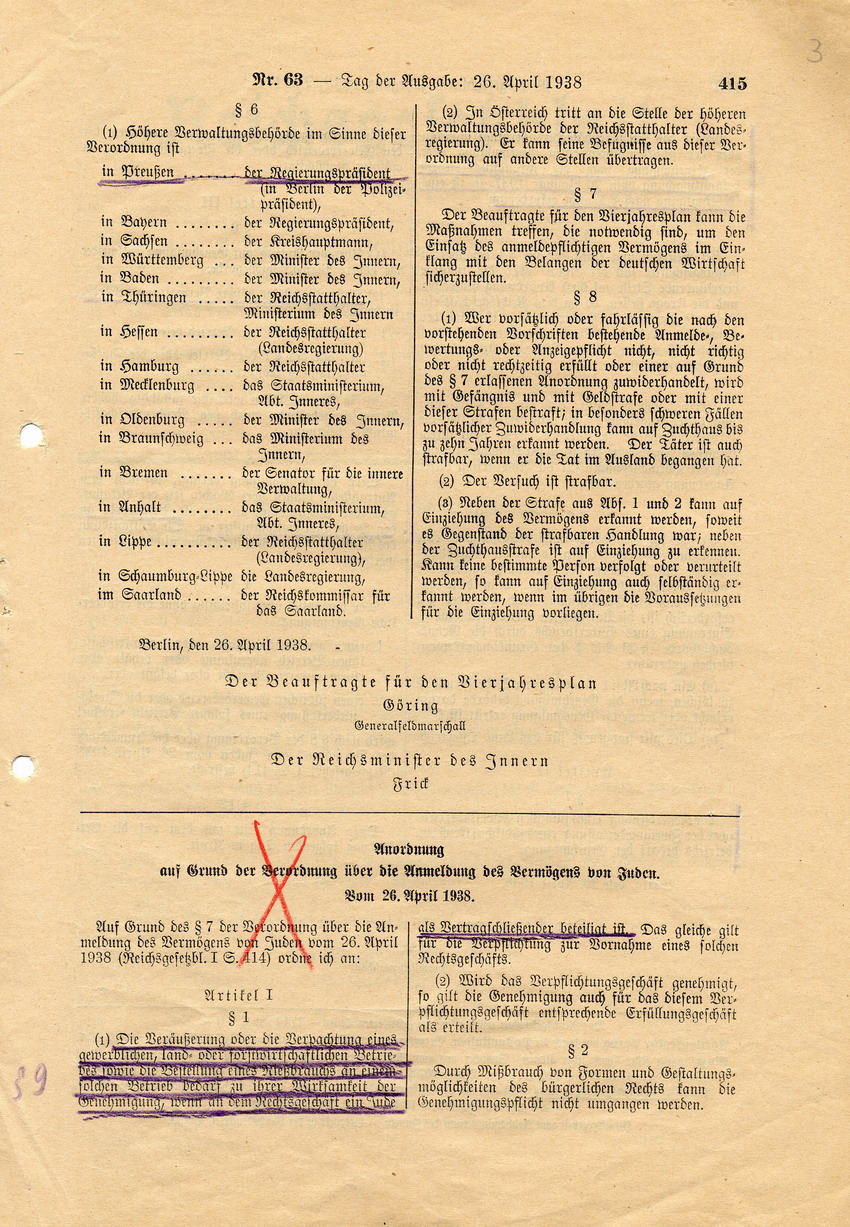 3
Nr. 63 — Tag der Ausgabe: 26. April 1938
415
§ 6
(1) Höhere Verwaltungsbehörde im Sinne dieser
Verordnung ist
in Preußen ........ der Regierungspräsident
(in Berlin der Polizei-
präsident),
in Bayern ........ der Regierungspräsident,
in Sachsen ........ der Kreishauptmann,
in Württemberg ... der Minister des Innern,
in Baden ......... der Minister des Innern,
in Thüringen ..... der Reichsstatthalter,
Ministerium des Innern
in Hessen ......... der Reichsstatthalter
(Landesregierung)
in Hamburg ...... der Reichsstatthalter
in Mecklenburg .... das Staatsministerium,
Abt. Inneres,
in Oldenburg ..... der Minister des Innern,
in Braunschweig ... das Ministerium des
Innern,
in Bremen ....... der Senator für die innere
Verwaltung,
in Anhalt ........ das Staatsministerium,
Abt. Inneres,
in Lippe.......... der Reichsstatthalter
(Landesregierung),
in Schaumburg-Lippe die Landesregierung,
im Saarland ...... der Reichskommissar für
das Saarland.
(2) In Österreich tritt an die Stelle der höheren
Verwaltungsbehörde der Reichsstatthalter (Landes-
regierung). Er kann seine Befugnisse aus dieser Ver-
ordnung auf andere Stellen übertragen.
§ 7
Der Beauftragte für den Vierjahresplan kann die
Maßnahmen treffen, die notwendig sind, um den
Einsatz des anmeldepflichtigen Vermögens im Ein-
klang mit den Belangen der deutschen Wirtschaft
sicherzustellen.
§ 8
(1) Wer vorsätzlich oder fahrlässig die nach den
vorstehenden Vorschriften bestehende Anmelde-, Be-
wertungs- oder Anzeigepflicht nicht, nicht richtig
oder nicht rechtzeitig erfüllt oder einer auf Grund
des § 7 erlassenen Anordnung zuwiderhandelt, wird
mit Gefängnis und mit Geldstrafe oder mit einer
dieser Strafen bestraft; in besonders schweren Fällen
vorsätzlicher Zuwiderhandlung kann auf Zuchthaus bis
zu zehn Jahren erkannt werden. Der Täter ist auch
strafbar, wenn er die Tat im Ausland begangen hat.
(2) Der Versuch ist strafbar.
(3) Neben der Strafe aus Abs. 1 und 2 kann auf
Einziehung des Vermögens erkannt werden, soweit
es Gegenstand der strafbaren Handlung war; neben
der Zuchthausstrafe ist auf Einziehung zu erkennen.
Kann keine bestimmte Person verfolgt oder verurteilt
werden, so kann auf Einziehung auch selbständig er-
kannt werden, wenn im übrigen die Voraussetzungen
für die Einziehung vorliegen.
Berlin, den 26. April 1938.
Der Beauftragte für den Vierjahresplan
Göring
Generalfeldmarschall
Der Reichsminister des Innern
Frick
Anordnung
auf Grund der Verordnung über die Anmeldung des Vermögens von Juden.
Vom 26. April 1938.
Auf Grund des § 7 der Verordnung über die An-
meldung des Vermögens von Juden vom 26. April
1938 (Reichsgesetzbl. I S. 414) ordne ich an:
Artikel I
§ 1
(1) Die Veräußerung oder die Verpachtung eines
gewerblichen, land- oder forstwirtschaftlichen Betrie-
bes sowie die Bestellung eines Nießbrauchs an einem
solchen Betrieb bedarf zu ihrer Wirksamkeit der
Genehmigung, wenn an dem Rechtsgeschäft ein Jude
§ 9
als Vertragschließender beteiligt ist. Das gleiche gilt
für die Verpflichtung zur Vornahme eines solchen
Rechtsgeschäfts.
(2) Wird das Verpflichtungsgeschäft genehmigt,
so gilt die Genehmigung auch für das diesem Ver-
pflichtungsgeschäft entsprechende Erfüllungsgeschäft
als erteilt.
§ 2
Durch Mißbrauch von Formen und Gestaltungs-
möglichkeiten des bürgerlichen Rechts kann die
Genehmigungspflicht nicht umgangen werden.